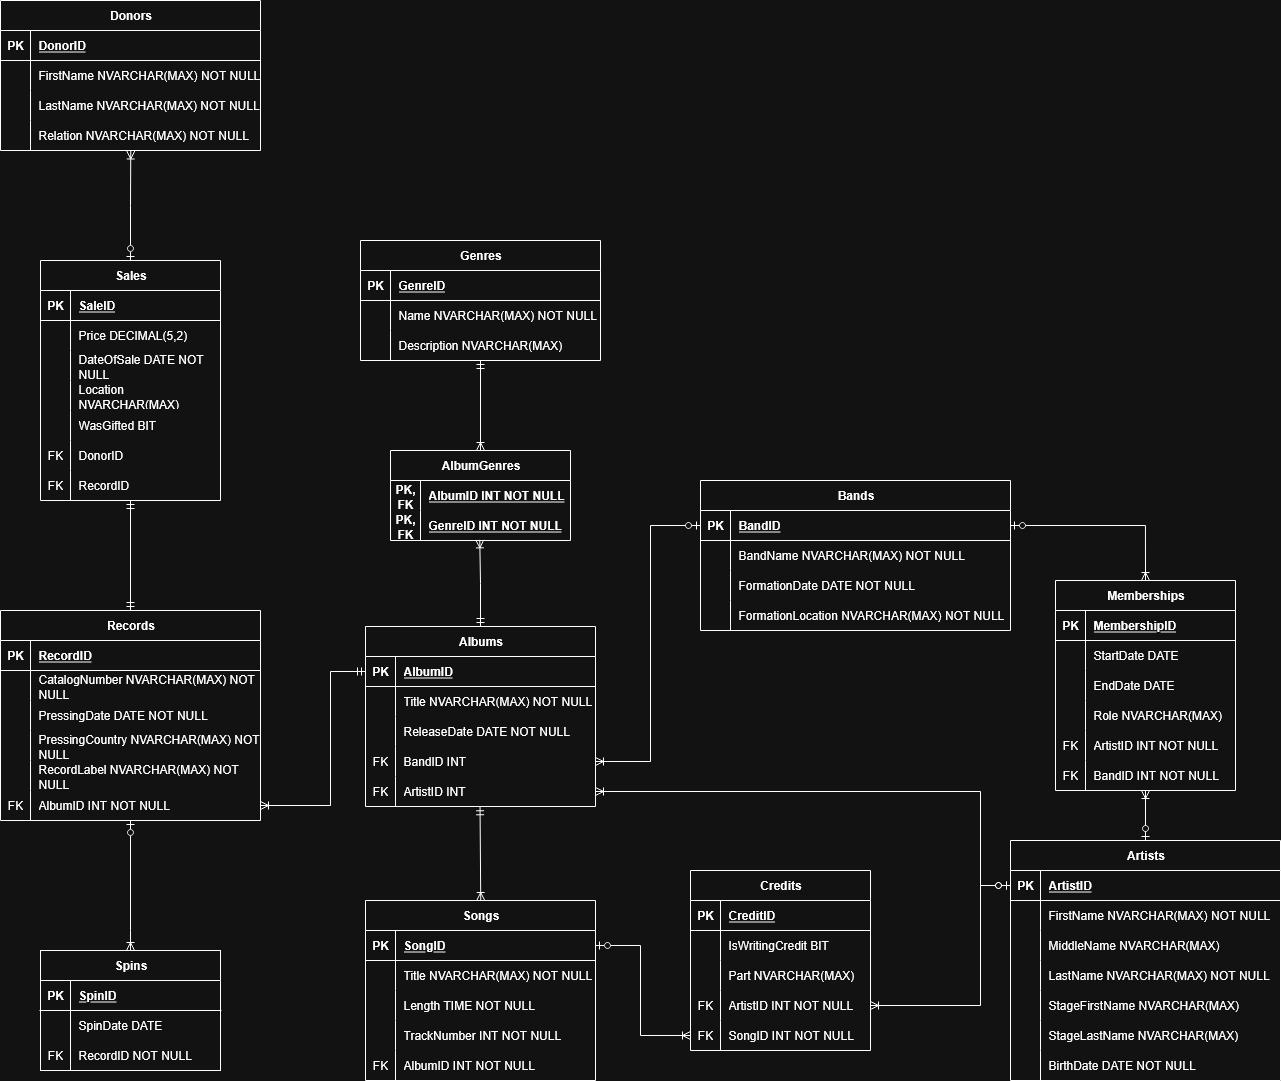 Donors
PK DonorID
FirstName NVARCHAR(MAX) NOT NULL
LastName NVARCHAR(MAX) NOT NULL
Relation NVARCHAR(MAX) NOT NULL
Sales
PK SaleID
Price DECIMAL(5,2)
DateOfSale DATE NOT
NULL
Location
NVARCHAR(MAX)
WasGifted BIT
FK DonorID
FK RecordID
Genres
PK GenreID
Name NVARCHAR(MAX) NOT NULL
Description NVARCHAR(MAX)
AlbumGenres
PK,
FK AlbumID INT NOT NULL
PK,
FK GenreID INT NOT NULL
Bands
PK BandID
BandName NVARCHAR(MAX) NOT NULL
FormationDate DATE NOT NULL
FormationLocation NVARCHAR(MAX) NOT NULL
Memberships
PK MembershipID
StartDate DATE
EndDate DATE
Role NVARCHAR(MAX)
FK ArtistID INT NOT NULL
FK BandID INT NOT NULL
Records
PK RecordID
CatalogNumber NVARCHAR(MAX) NOT
NULL
PressingDate DATE NOT NULL
PressingCountry NVARCHAR(MAX) NOT
NULL
RecordLabel NVARCHAR(MAX) NOT
NULL
FK AlbumID INT NOT NULL
Albums
PK AlbumID
Title NVARCHAR(MAX) NOT NULL
ReleaseDate DATE NOT NULL
FK BandID INT
FK ArtistID INT
Artists
PK ArtistID
FirstName NVARCHAR(MAX) NOT NULL
MiddleName NVARCHAR(MAX)
LastName NVARCHAR(MAX) NOT NULL
StageFirstName NVARCHAR(MAX)
StageLastName NVARCHAR(MAX)
BirthDate DATE NOT NULL
Credits
PK CreditID
IsWritingCredit BIT
Part NVARCHAR(MAX)
FK ArtistID INT NOT NULL
FK SongID INT NOT NULL
Songs
PK SongID
Title NVARCHAR(MAX) NOT NULL
Length TIME NOT NULL
TrackNumber INT NOT NULL
FK AlbumID INT NOT NULL
Spins
PK SpinID
SpinDate DATE
FK RecordID NOT NULL